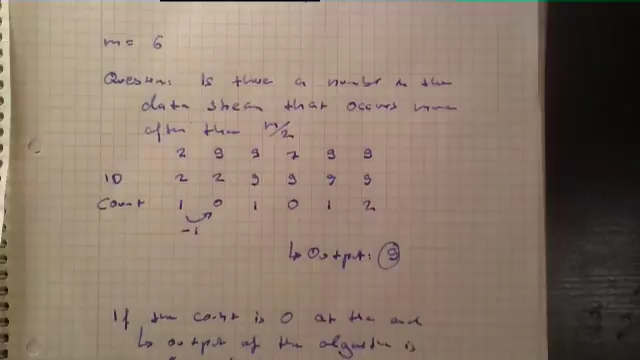 m = 6
Question: Is there a number in the
data stream that occurs more
often than m/2
2 9 9 7 9 9
ID 2 2 9 9 9 9
Count 1 0 1 0 1 2
-1
↳ Output: 9
If the count is 0 at the end
↳ output of the algorithm is